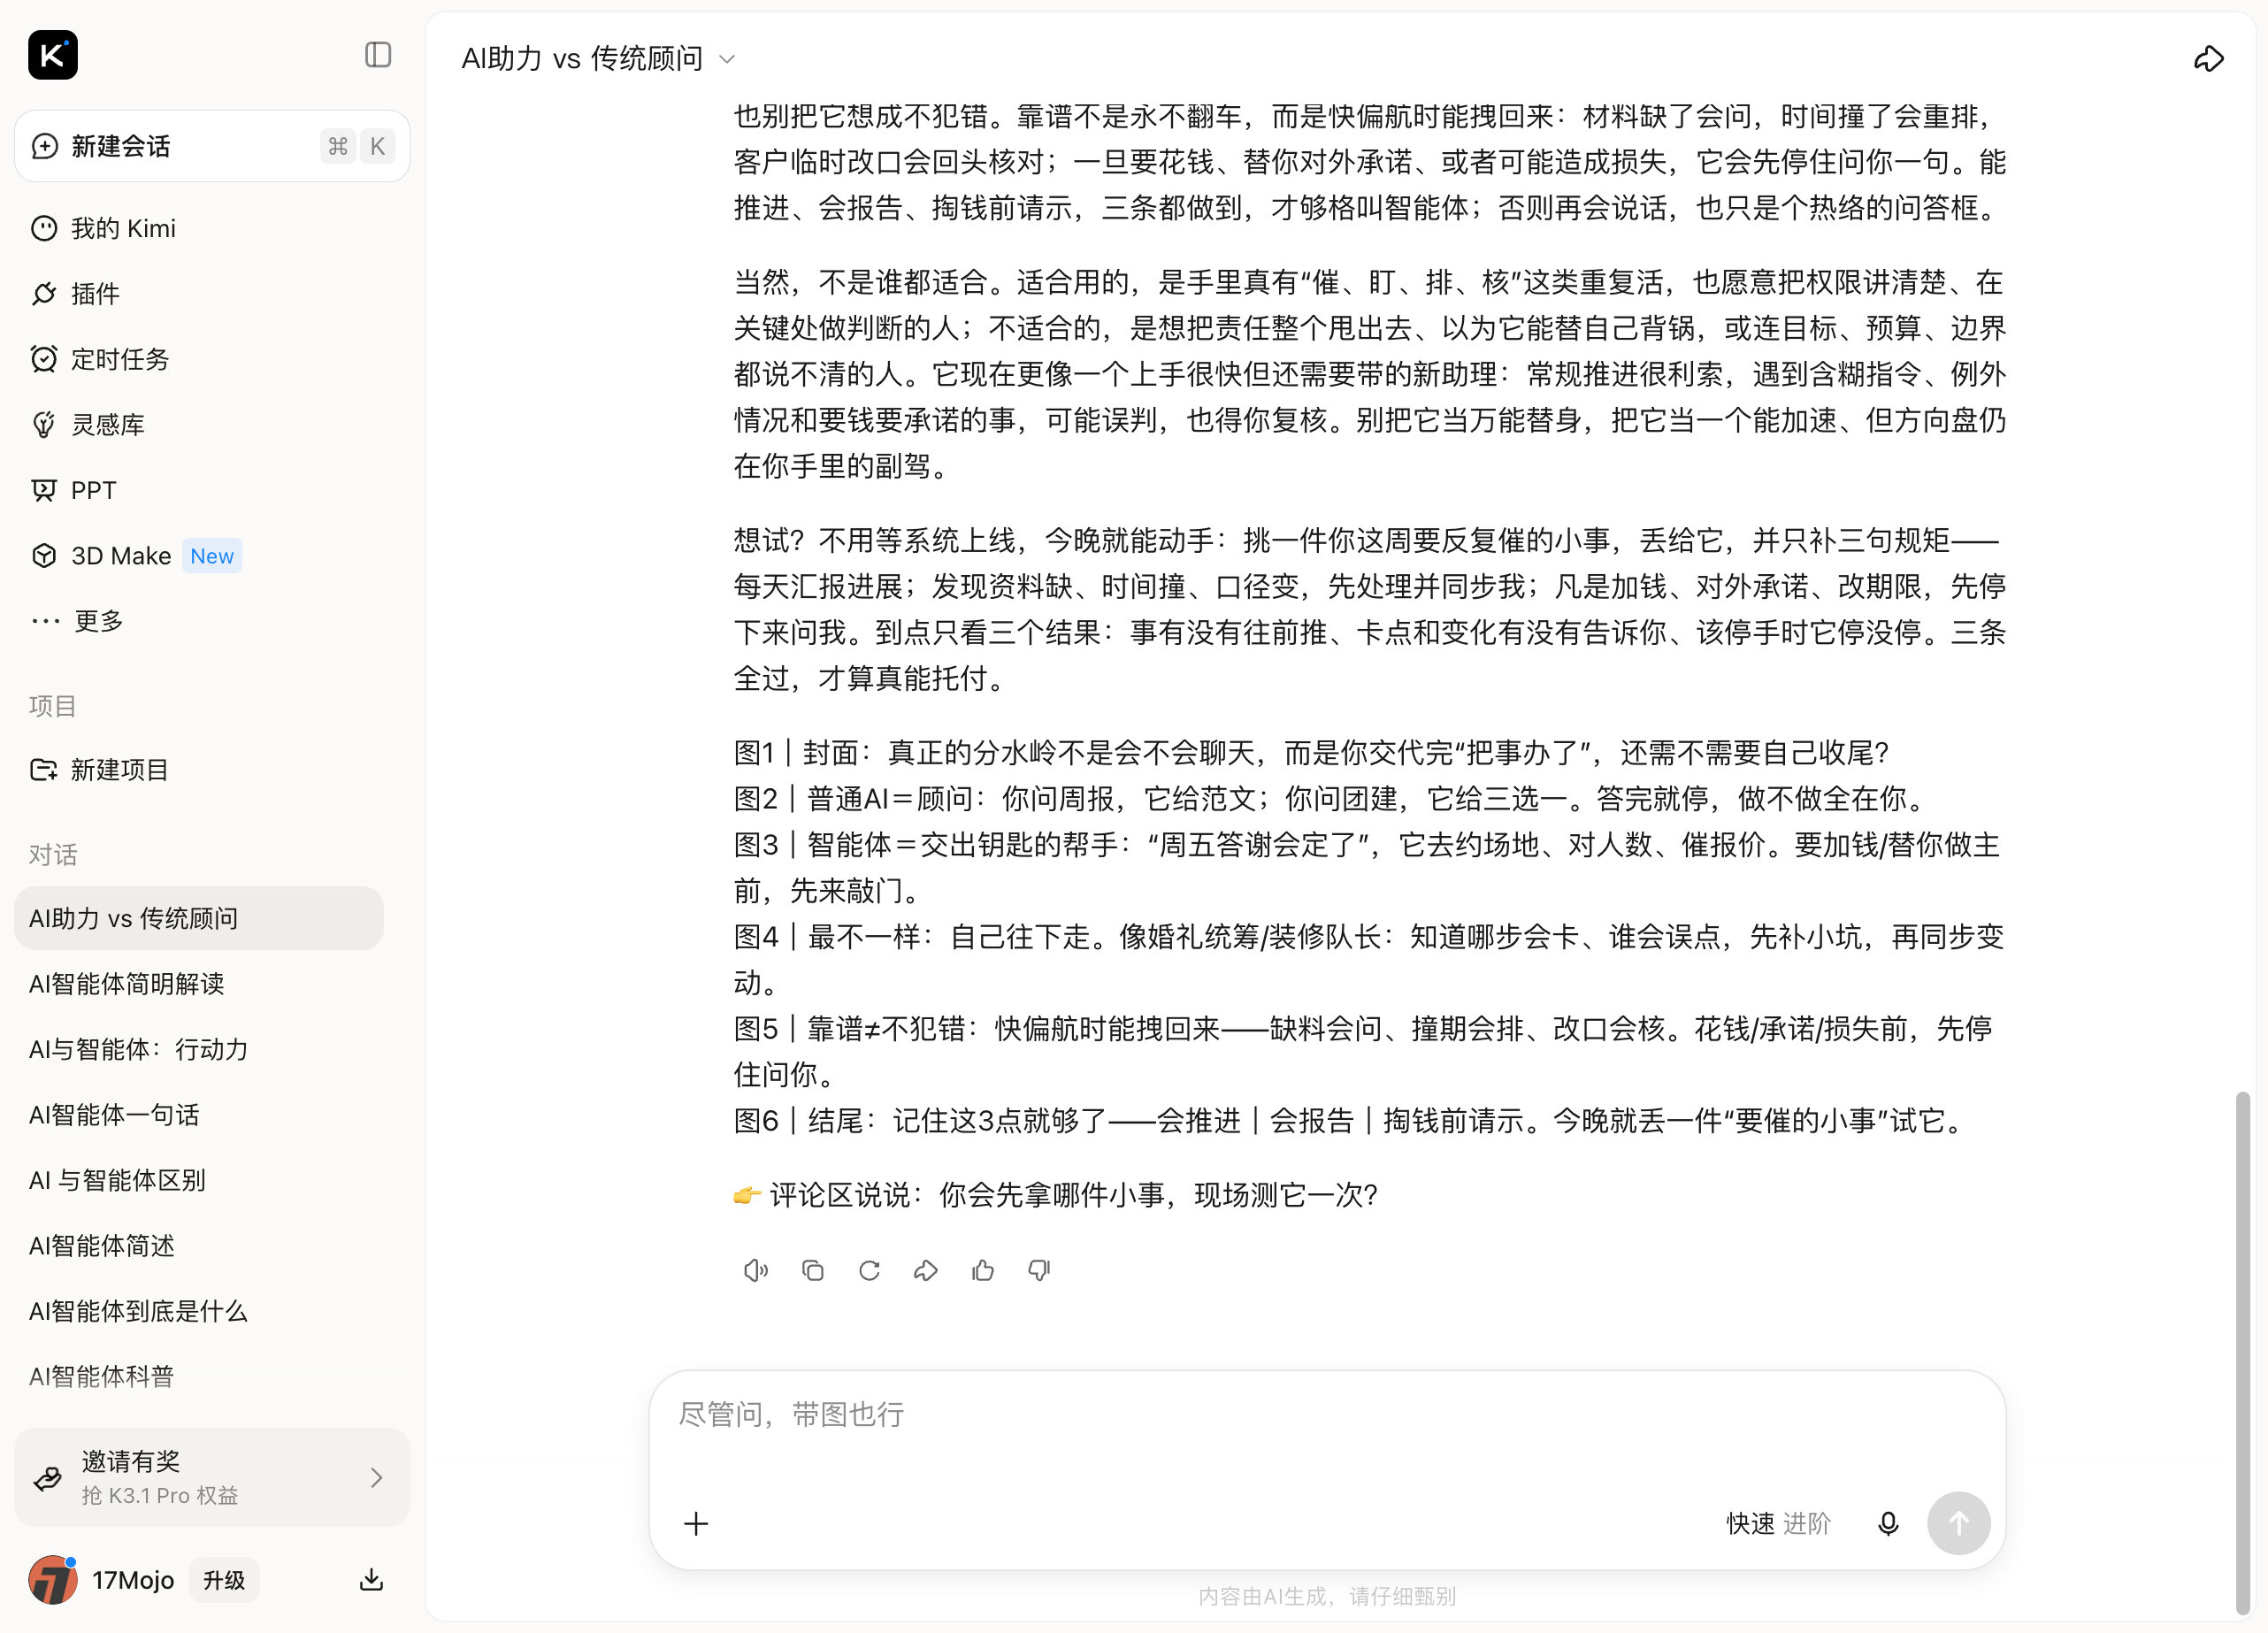 K
新建会话
⌘ K
我的 Kimi
插件
定时任务
灵感库
PPT
3D Make New
更多
项目
新建项目
对话
AI助力 vs 传统顾问
AI智能体简明解读
AI与智能体：行动力
AI智能体一句话
AI 与智能体区别
AI智能体简述
AI智能体到底是什么
AI智能体科普
邀请有奖
抢 K3.1 Pro 权益
17Mojo 升级
AI助力 vs 传统顾问
也别把它想成不犯错。靠谱不是永不翻车，而是快偏航时能拽回来：材料缺了会问，时间撞了会重排，
客户临时改口会回头核对；一旦要花钱、替你对外承诺、或者可能造成损失，它会先停住问你一句。能
推进、会报告、掏钱前请示，三条都做到，才够格叫智能体；否则再会说话，也只是个热络的问答框。
当然，不是谁都适合。适合用的，是手里真有“催、盯、排、核”这类重复活，也愿意把权限讲清楚、在
关键处做判断的人；不适合的，是想把责任整个甩出去、以为它能替自己背锅，或连目标、预算、边界
都说不清的人。它现在更像一个上手很快但还需要带的新助理：常规推进很利索，遇到含糊指令、例外
情况和要钱要承诺的事，可能误判，也得你复核。别把它当万能替身，把它当一个能加速、但方向盘仍
在你手里的副驾。
想试？不用等系统上线，今晚就能动手：挑一件你这周要反复催的小事，丢给它，并只补三句规矩——
每天汇报进展；发现资料缺、时间撞、口径变，先处理并同步我；凡是加钱、对外承诺、改期限，先停
下来问我。到点只看三个结果：事有没有往前推、卡点和变化有没有告诉你、该停手时它停没停。三条
全过，才算真能托付。
图1｜封面：真正的分水岭不是会不会聊天，而是你交代完“把事办了”，还需不需要自己收尾？
图2｜普通AI＝顾问：你问周报，它给范文；你问团建，它给三选一。答完就停，做不做全在你。
图3｜智能体＝交出钥匙的帮手：“周五答谢会定了”，它去约场地、对人数、催报价。要加钱/替你做主
前，先来敲门。
图4｜最不一样：自己往下走。像婚礼统筹/装修队长：知道哪步会卡、谁会误点，先补小坑，再同步变
动。
图5｜靠谱≠不犯错：快偏航时能拽回来——缺料会问、撞期会排、改口会核。花钱/承诺/损失前，先停
住问你。
图6｜结尾：记住这3点就够了——会推进｜会报告｜掏钱前请示。今晚就丢一件“要催的小事”试它。
👉 评论区说说：你会先拿哪件小事，现场测它一次？
尽管问，带图也行
快速 进阶
内容由AI生成，请仔细甄别